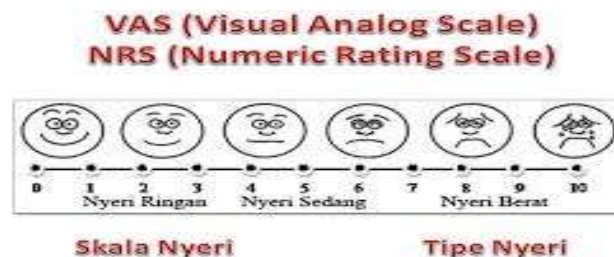 VAS (Visual Analog Scale)
NRS (Numeric Rating Scale)
0 1 2 3 4 5 6 7 8 9 10
Nyeri Ringan Nyeri Sedang Nyeri Berat
Skala Nyeri Tipe Nyeri